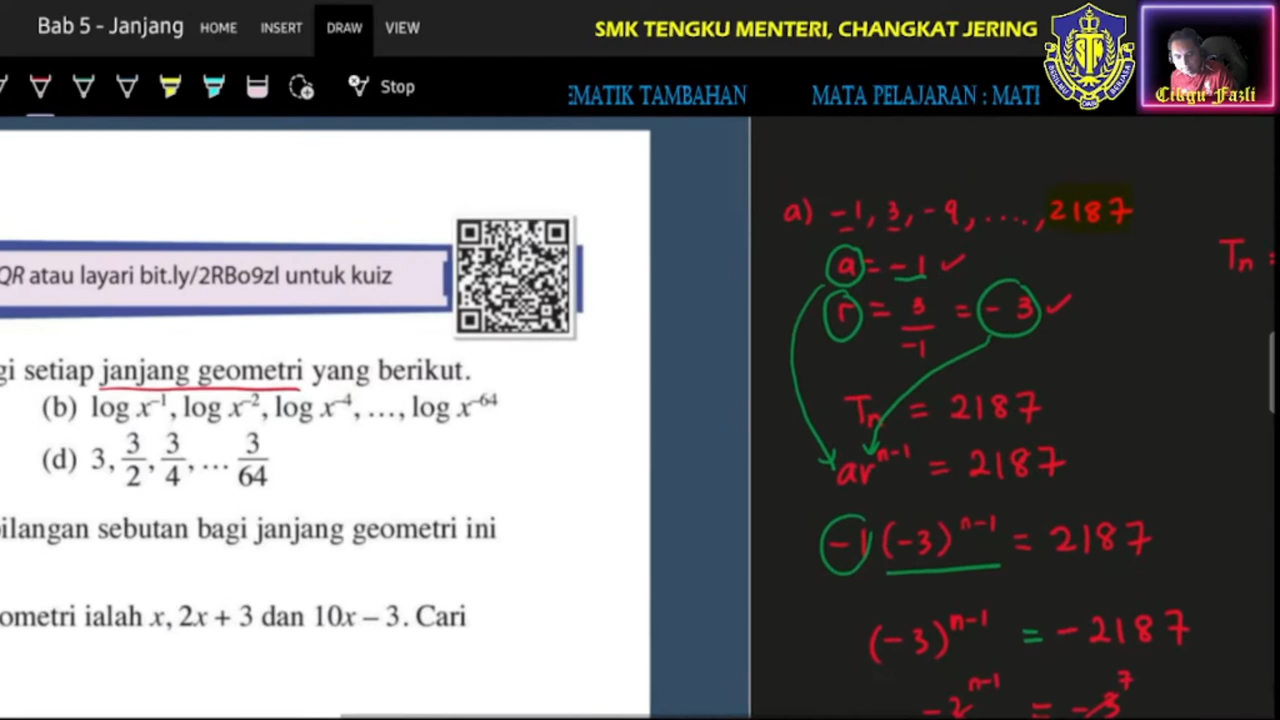 Bab 5 - Janjang HOME INSERT DRAW VIEW
SMK TENGKU MENTERI, CHANGKAT JERING
Stop
EMATIK TAMBAHAN MATA PELAJARAN : MATI
Cikgu Fazli
QR atau layari bit.ly/2RBo9zl untuk kuiz
gi setiap janjang geometri yang berikut.
(b) log x⁻¹, log x⁻², log x⁻⁴, …, log x⁻⁶⁴
(d) 3, 3/2, 3/4, … 3/64
bilangan sebutan bagi janjang geometri ini
ometri ialah x, 2x + 3 dan 10x – 3. Cari
a) -1, 3, -9, ...., 2187
a = -1 ✓
r = 3/-1 = -3 ✓
Tn = 2187
arⁿ⁻¹ = 2187
-1(-3)ⁿ⁻¹ = 2187
(-3)ⁿ⁻¹ = -2187
= -3⁷
Tn =